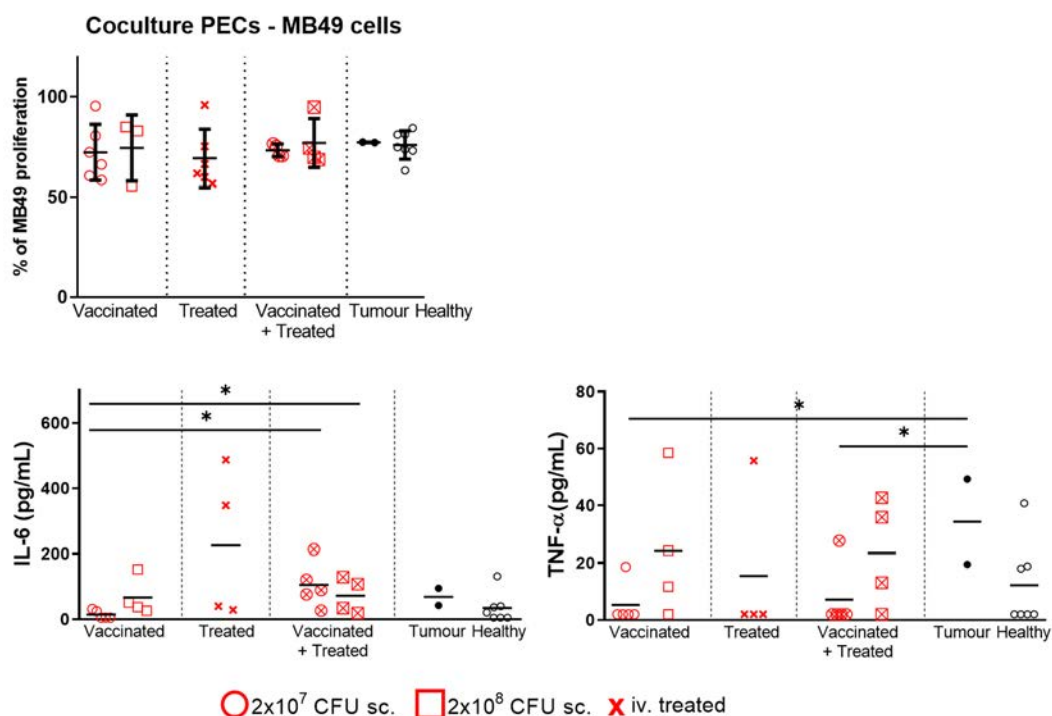 Coculture PECs - MB49 cells
% of MB49 proliferation
100
50
0
Vaccinated
Treated
Vaccinated
+ Treated
Tumour Healthy
IL-6 (pg/mL)
600
400
200
0
*
*
Vaccinated
Treated
Vaccinated
+ Treated
Tumour Healthy
TNF-α(pg/mL)
80
60
40
20
0
*
*
Vaccinated
Treated
Vaccinated
+ Treated
Tumour Healthy
2x10⁷ CFU sc. 2x10⁸ CFU sc. x iv. treated